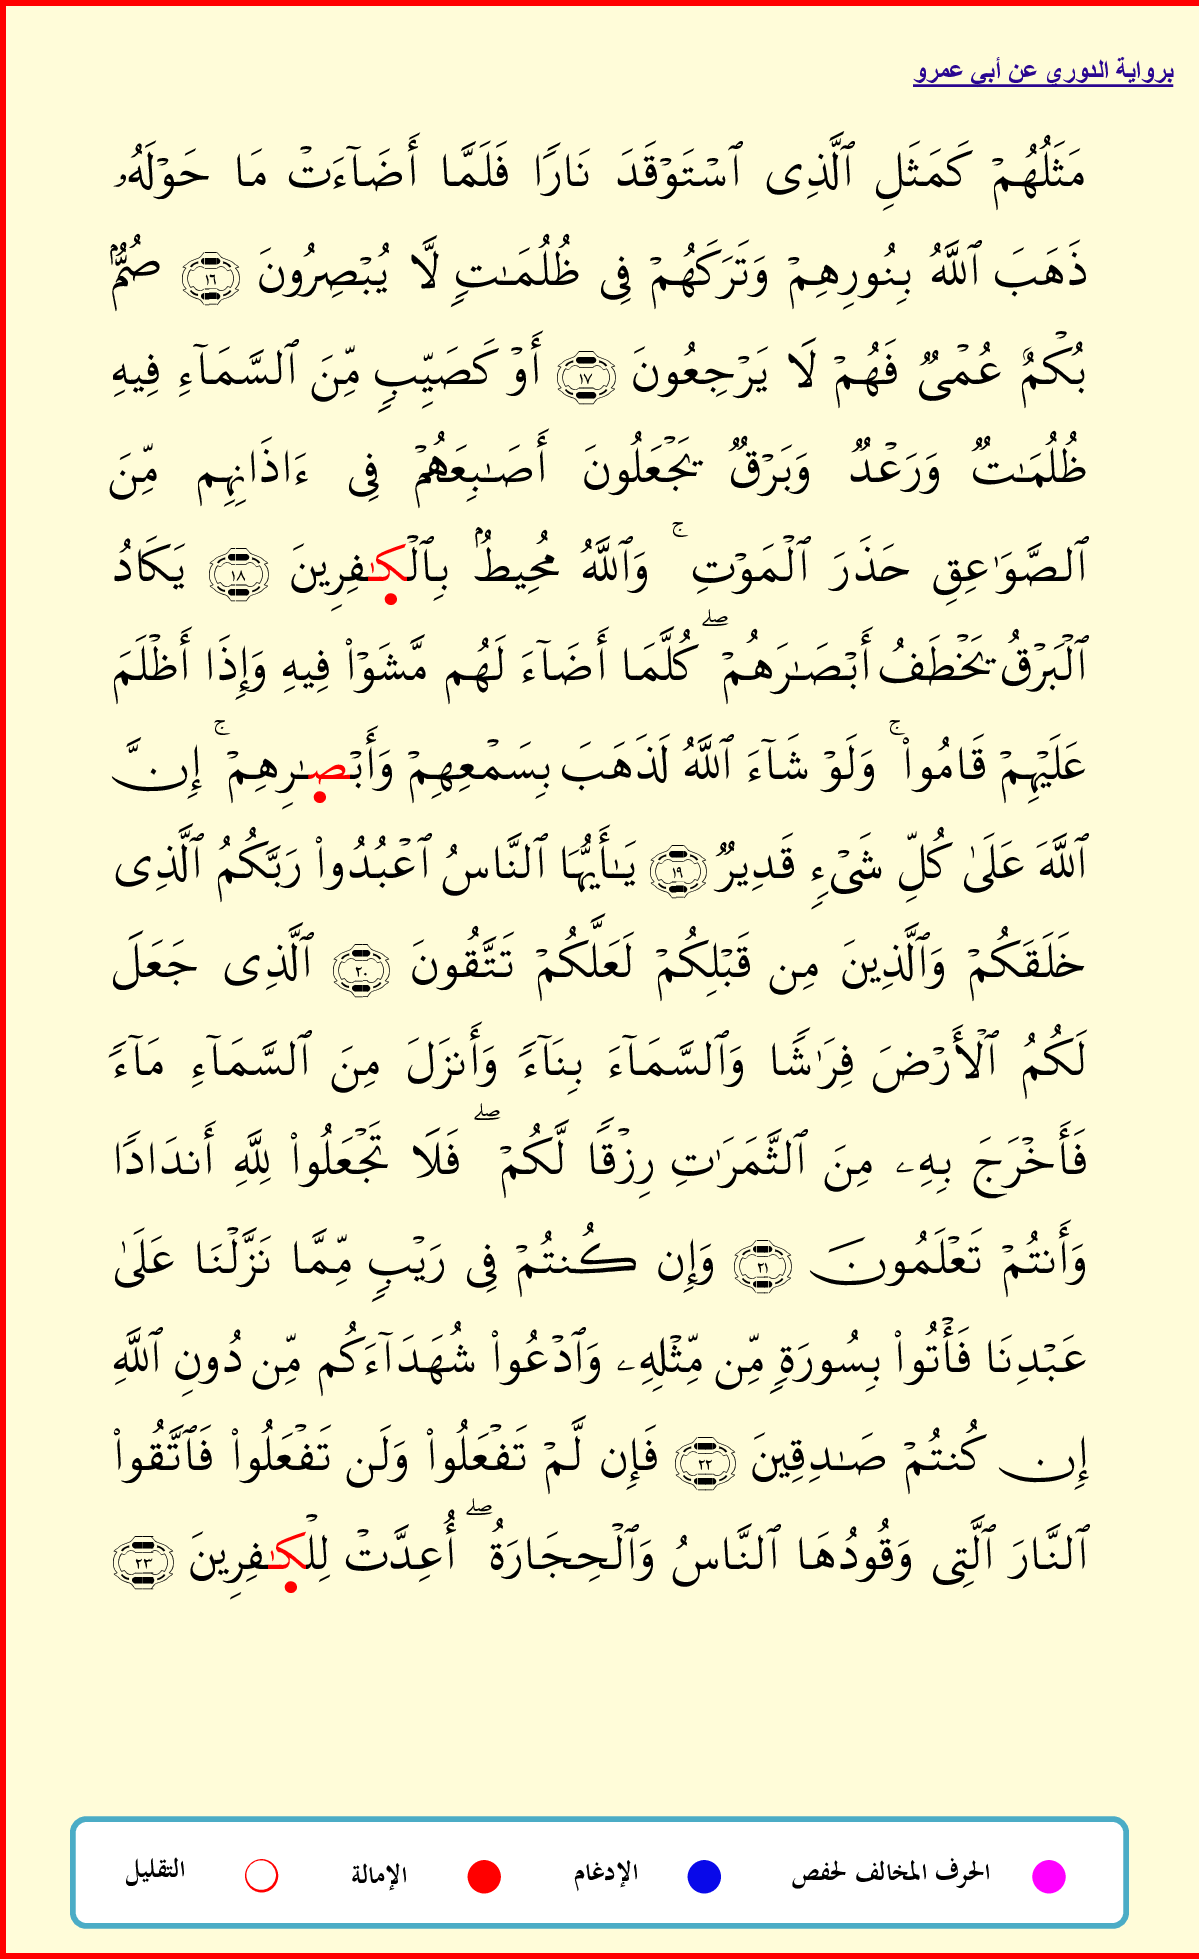 برواية الدوري عن أبي عمرو
مَثَلُهُمۡ كَمَثَلِ ٱلَّذِى ٱسۡتَوۡقَدَ نَارًا فَلَمَّا أَضَآءَتۡ مَا حَوۡلَهُۥ
ذَهَبَ ٱللَّهُ بِنُورِهِمۡ وَتَرَكَهُمۡ فِى ظُلُمَـٰتٍ لَّا يُبۡصِرُونَ ١٦ صُمُّۢ
بُكۡمٌ عُمۡىٌ فَهُمۡ لَا يَرۡجِعُونَ ١٧ أَوۡ كَصَيِّبٍ مِّنَ ٱلسَّمَآءِ فِيهِ
ظُلُمَـٰتٌ وَرَعۡدٌ وَبَرۡقٌ يَجۡعَلُونَ أَصَـٰبِعَهُمۡ فِى ءَاذَانِهِم مِّنَ
ٱلصَّوَٰعِقِ حَذَرَ ٱلۡمَوۡتِۚ وَٱللَّهُ مُحِيطُۢ بِٱلۡكَـٰفِرِينَ ١٨ يَكَادُ
ٱلۡبَرۡقُ يَخۡطَفُ أَبۡصَـٰرَهُمۡۖ كُلَّمَا أَضَآءَ لَهُم مَّشَوۡاْ فِيهِ وَإِذَا أَظۡلَمَ
عَلَيۡهِمۡ قَامُواْۚ وَلَوۡ شَآءَ ٱللَّهُ لَذَهَبَ بِسَمۡعِهِمۡ وَأَبۡصـٰرِهِمۡۚ إِنَّ
ٱللَّهَ عَلَىٰ كُلِّ شَىۡءٍ قَدِيرٌ ١٩ يَـٰأَيُّهَا ٱلنَّاسُ ٱعۡبُدُواْ رَبَّكُمُ ٱلَّذِى
خَلَقَكُمۡ وَٱلَّذِينَ مِن قَبۡلِكُمۡ لَعَلَّكُمۡ تَتَّقُونَ ٢٠ ٱلَّذِى جَعَلَ
لَكُمُ ٱلۡأَرۡضَ فِرَٰشًا وَٱلسَّمَآءَ بِنَآءً وَأَنزَلَ مِنَ ٱلسَّمَآءِ مَآءً
فَأَخۡرَجَ بِهِۦ مِنَ ٱلثَّمَرَٰتِ رِزۡقًا لَّكُمۡۖ فَلَا تَجۡعَلُواْ لِلَّهِ أَندَادًا
وَأَنتُمۡ تَعۡلَمُونَ ٢١ وَإِن كُنتُمۡ فِى رَيۡبٍ مِّمَّا نَزَّلۡنَا عَلَىٰ
عَبۡدِنَا فَأۡتُواْ بِسُورَةٍ مِّن مِّثۡلِهِۦ وَٱدۡعُواْ شُهَدَآءَكُم مِّن دُونِ ٱللَّهِ
إِن كُنتُمۡ صَـٰدِقِينَ ٢٢ فَإِن لَّمۡ تَفۡعَلُواْ وَلَن تَفۡعَلُواْ فَٱتَّقُواْ
ٱلنَّارَ ٱلَّتِى وَقُودُهَا ٱلنَّاسُ وَٱلۡحِجَارَةُۖ أُعِدَّتۡ لِلۡكَـٰفِرِينَ ٢٣
الحرف المخالف لحفص الإدغام الإمالة التقليل